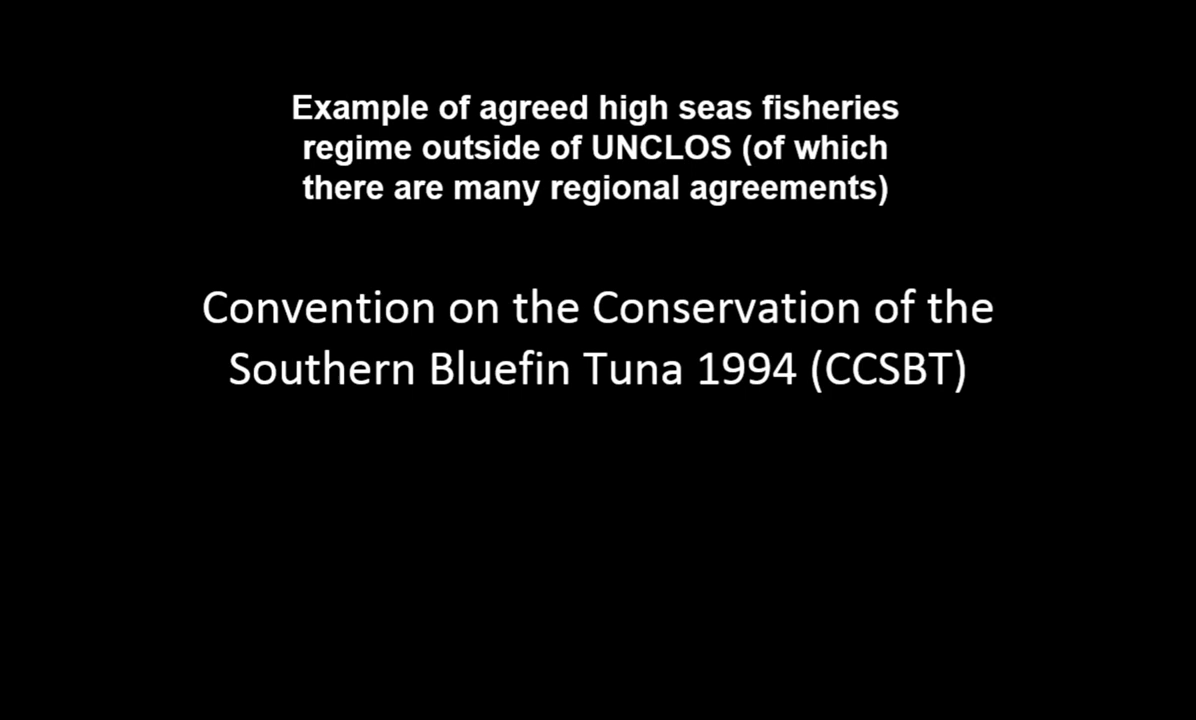 Example of agreed high seas fisheries
regime outside of UNCLOS (of which
there are many regional agreements)
Convention on the Conservation of the
Southern Bluefin Tuna 1994 (CCSBT)